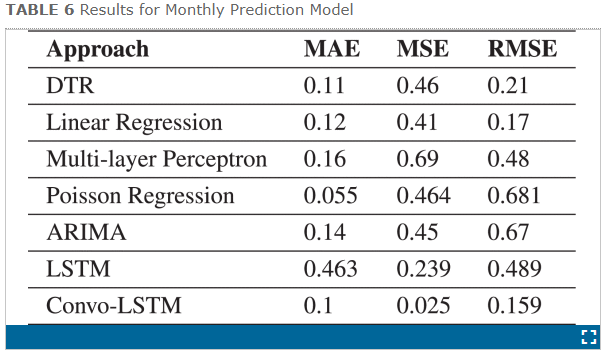 TABLE 6 Results for Monthly Prediction Model
Approach MAE MSE RMSE
DTR 0.11 0.46 0.21
Linear Regression 0.12 0.41 0.17
Multi-layer Perceptron 0.16 0.69 0.48
Poisson Regression 0.055 0.464 0.681
ARIMA 0.14 0.45 0.67
LSTM 0.463 0.239 0.489
Convo-LSTM 0.1 0.025 0.159